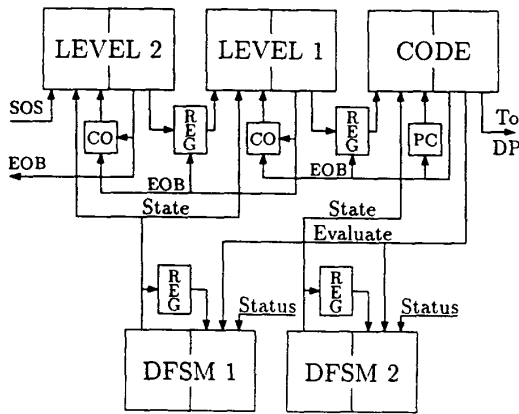 LEVEL 2
LEVEL 1
CODE
SOS
CO
REG
CO
REG
PC
To
DP
EOB
EOB
EOB
State
State
Evaluate
REG
Status
REG
Status
DFSM 1
DFSM 2